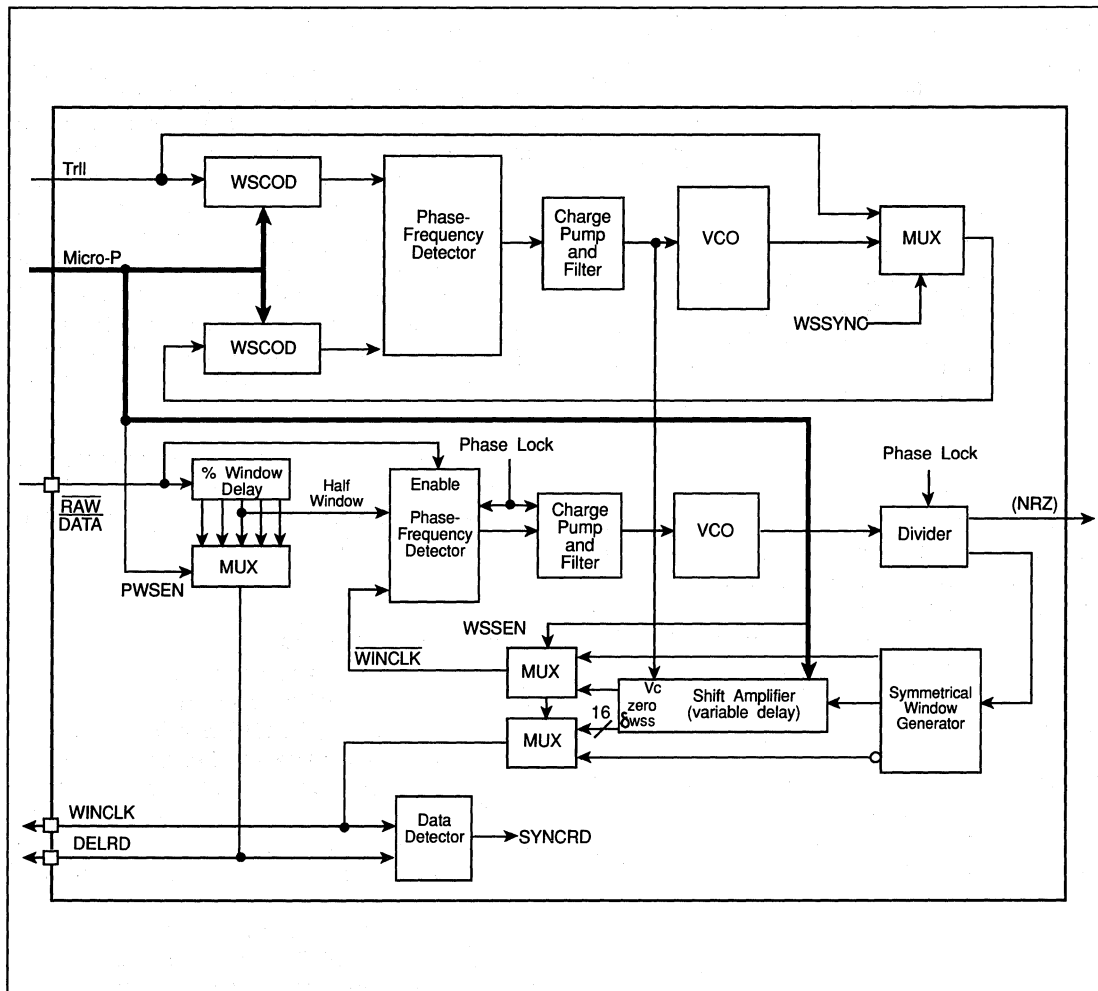 TrII
WSCOD
Phase-
Frequency
Detector
Charge
Pump
and
Filter
VCO
MUX
Micro-P
WSSYNC
WSCOD
Phase Lock
Phase Lock
RAW
DATA
% Window
Delay
Half
Window
Enable
Phase-
Frequency
Detector
Charge
Pump
and
Filter
VCO
Divider
(NRZ)
PWSEN
MUX
WSSEN
WINCLK
MUX
Vc
zero
δwss
Shift Amplifier
(variable delay)
Symmetrical
Window
Generator
16
MUX
WINCLK
DELRD
Data
Detector
SYNCRD